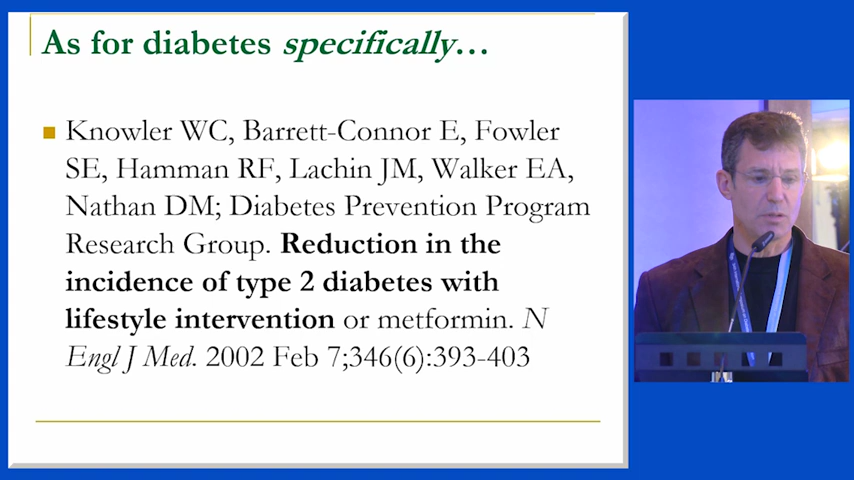 As for diabetes specifically…
Knowler WC, Barrett-Connor E, Fowler
SE, Hamman RF, Lachin JM, Walker EA,
Nathan DM; Diabetes Prevention Program
Research Group. Reduction in the
incidence of type 2 diabetes with
lifestyle intervention or metformin. N
Engl J Med. 2002 Feb 7;346(6):393-403